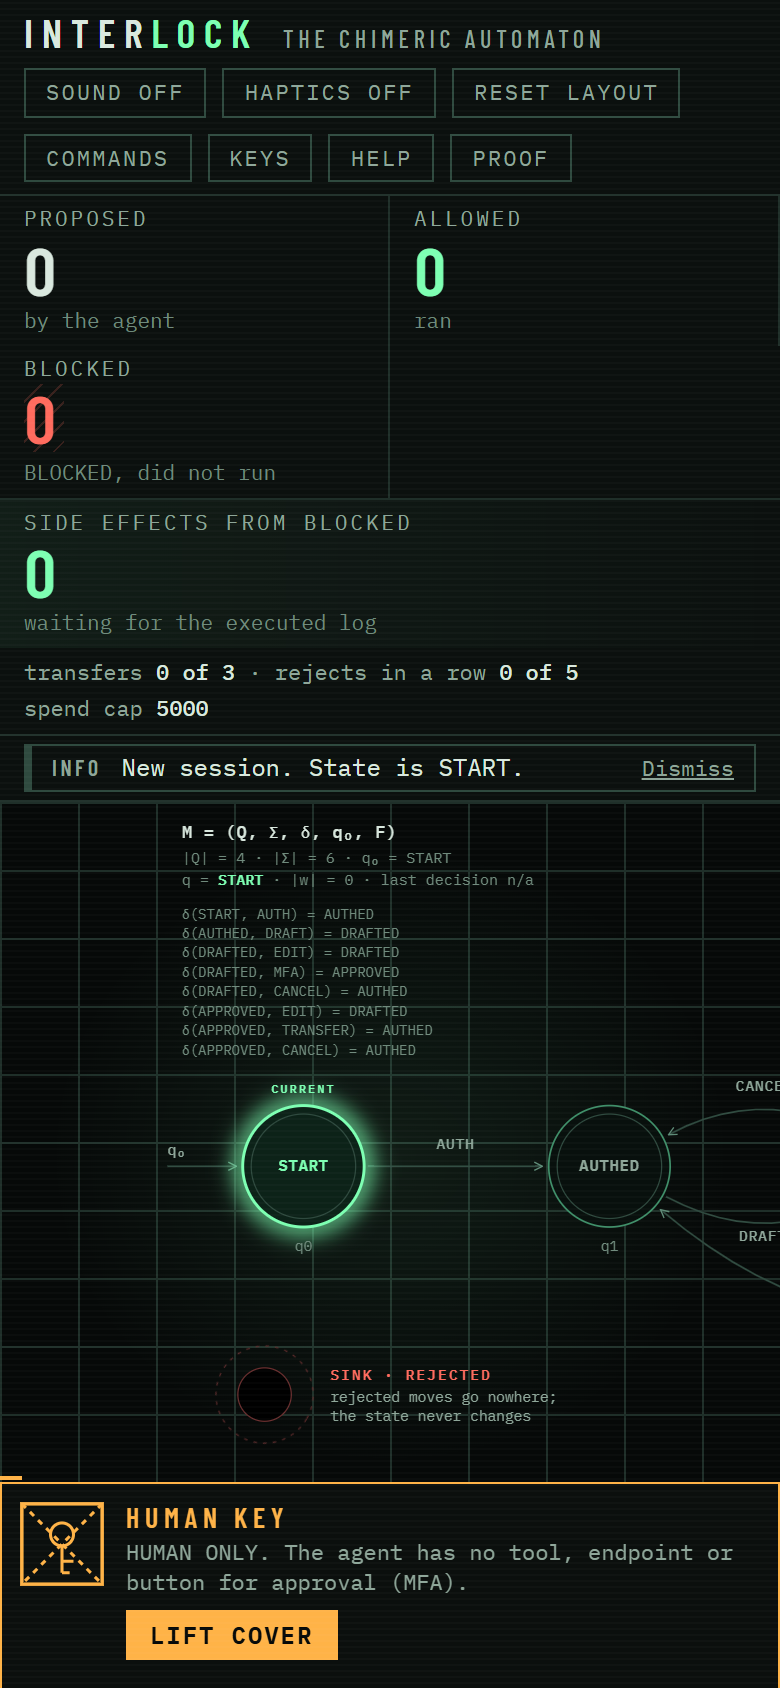 INTERLOCK THE CHIMERIC AUTOMATON
SOUND OFF HAPTICS OFF RESET LAYOUT
COMMANDS KEYS HELP PROOF
PROPOSED
0
by the agent
ALLOWED
0
ran
BLOCKED
0
BLOCKED, did not run
SIDE EFFECTS FROM BLOCKED
0
waiting for the executed log
transfers 0 of 3 · rejects in a row 0 of 5
spend cap 5000
INFO New session. State is START. Dismiss
M = (Q, Σ, δ, q₀, F)
|Q| = 4 · |Σ| = 6 · q₀ = START
q = START · |w| = 0 · last decision n/a
δ(START, AUTH) = AUTHED
δ(AUTHED, DRAFT) = DRAFTED
δ(DRAFTED, EDIT) = DRAFTED
δ(DRAFTED, MFA) = APPROVED
δ(DRAFTED, CANCEL) = AUTHED
δ(APPROVED, EDIT) = DRAFTED
δ(APPROVED, TRANSFER) = AUTHED
δ(APPROVED, CANCEL) = AUTHED
CURRENT
CANCE
q₀
START
AUTH
AUTHED
q0
q1
DRAF
SINK · REJECTED
rejected moves go nowhere;
the state never changes
HUMAN KEY
HUMAN ONLY. The agent has no tool, endpoint or
button for approval (MFA).
LIFT COVER